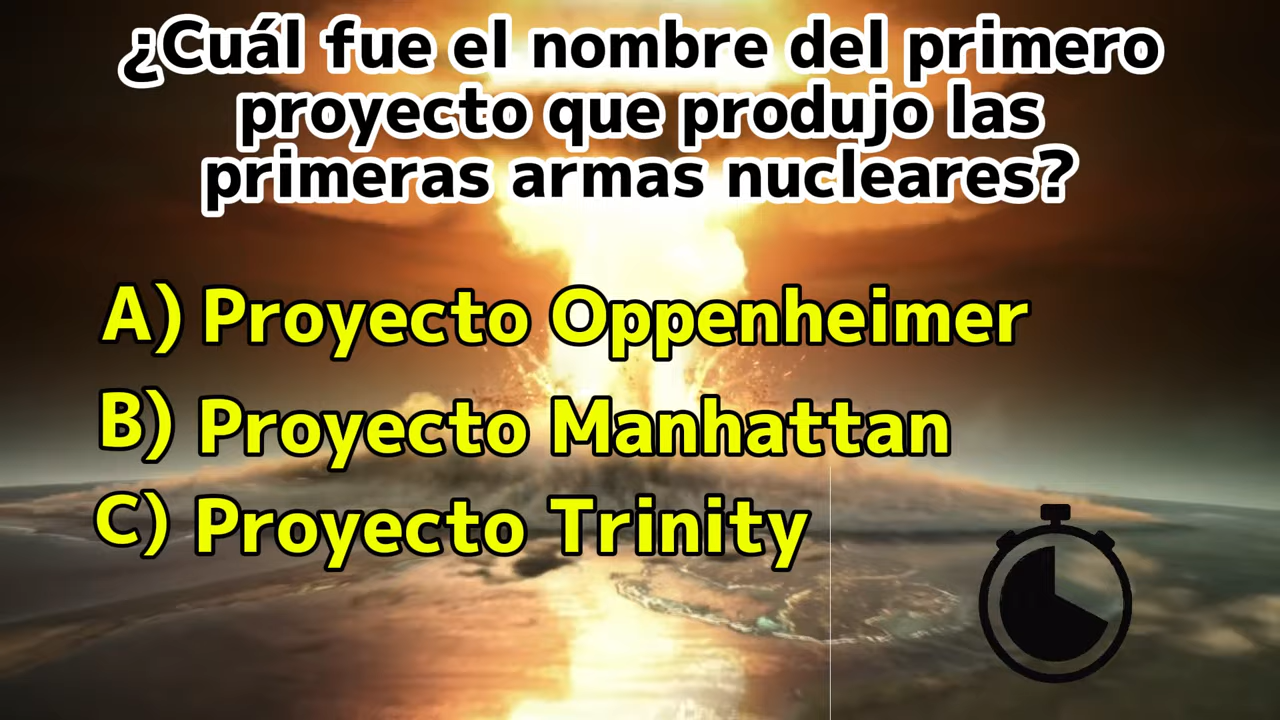 ¿Cuál fue el nombre del primero
proyecto que produjo las
primeras armas nucleares?
A) Proyecto Oppenheimer
B) Proyecto Manhattan
C) Proyecto Trinity